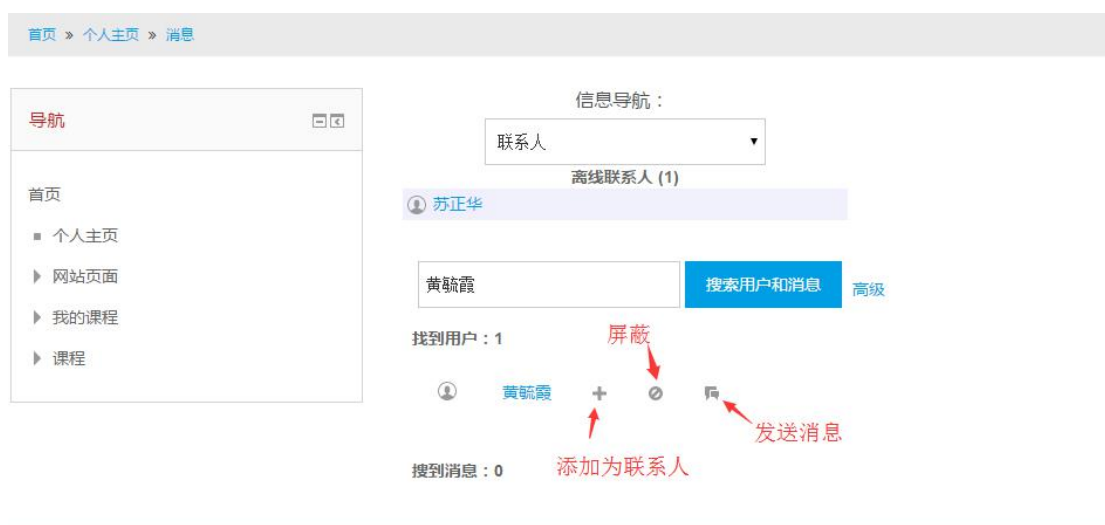 首页 » 个人主页 » 消息
导航
首页
个人主页
网站页面
我的课程
课程
信息导航：
联系人
离线联系人 (1)
苏正华
黄毓霞
搜索用户和消息
高级
找到用户：1
屏蔽
黄毓霞
发送消息
添加为联系人
搜到消息：0